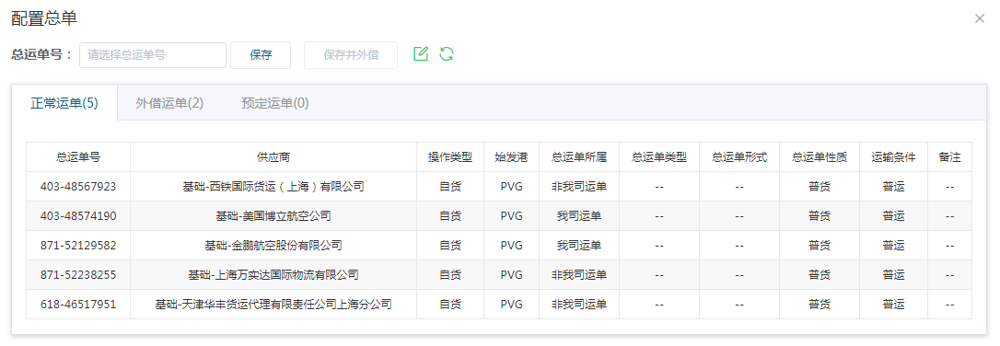 配置总单
总运单号： 请选择总运单号 保存 保存并外借
正常运单(5) 外借运单(2) 预定运单(0)
总运单号 供应商 操作类型 始发港 总运单所属 总运单类型 总运单形式 总运单性质 运输条件 备注
403-48567923 基础-西铁国际货运（上海）有限公司 自货 PVG 非我司运单 -- -- 普货 普运 --
403-48574190 基础-美国博立航空公司 自货 PVG 我司运单 -- -- 普货 普运 --
871-52129582 基础-金鹏航空股份有限公司 自货 PVG 我司运单 -- -- 普货 普运 --
871-52238255 基础-上海万实达国际物流有限公司 自货 PVG 非我司运单 -- -- 普货 普运 --
618-46517951 基础-天津华丰货运代理有限责任公司上海分公司 自货 PVG 非我司运单 -- -- 普货 普运 --